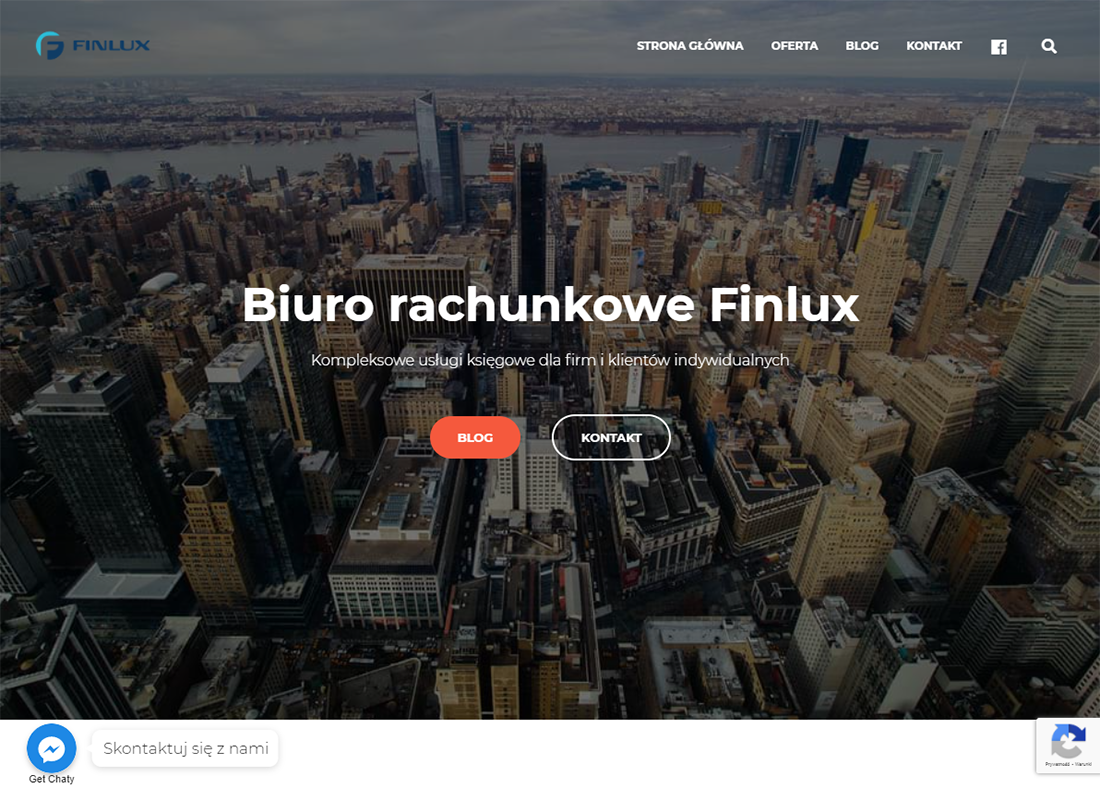 FINLUX
STRONA GŁÓWNA OFERTA BLOG KONTAKT
Biuro rachunkowe Finlux
Kompleksowe usługi księgowe dla firm i klientów indywidualnych
BLOG KONTAKT
Skontaktuj się z nami
Get Chaty
Prywatność - Warunki